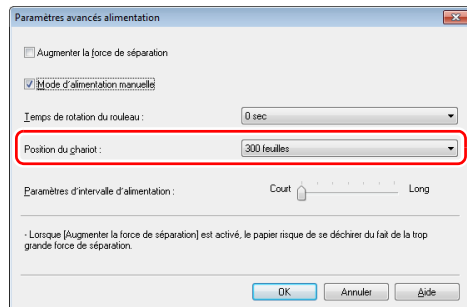 Paramètres avancés alimentation
Augmenter la force de séparation
Mode d'alimentation manuelle
Temps de rotation du rouleau : 0 sec
Position du chariot : 300 feuilles
Paramètres d'intervalle d'alimentation : Court Long
- Lorsque [Augmenter la force de séparation] est activé, le papier risque de se déchirer du fait de la trop
grande force de séparation.
OK Annuler Aide